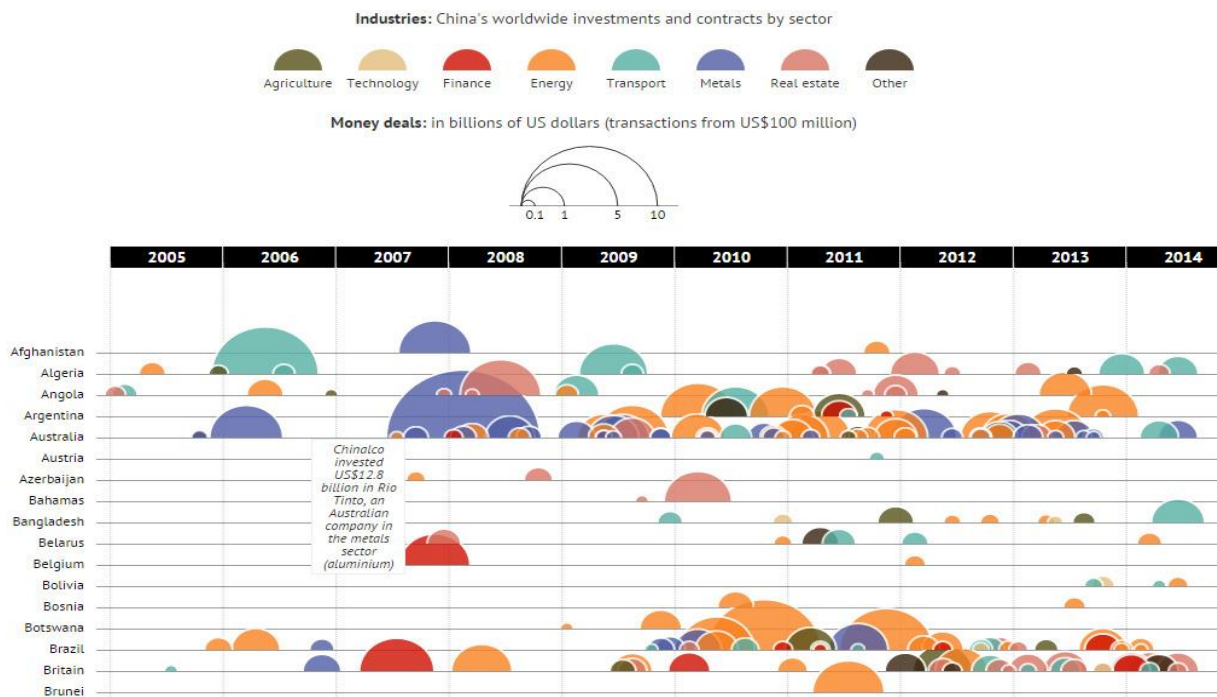 Industries: China's worldwide investments and contracts by sector
Agriculture Technology Finance Energy Transport Metals Real estate Other
Money deals: in billions of US dollars (transactions from US$100 million)
0.1 1 5 10
2005 2006 2007 2008 2009 2010 2011 2012 2013 2014
Afghanistan
Algeria
Angola
Argentina
Australia
Austria
Azerbaijan
Bahamas
Bangladesh
Belarus
Belgium
Bolivia
Bosnia
Botswana
Brazil
Britain
Brunei
Chinalco
invested
US$12.8
billion in Rio
Tinto, an
Australian
company in
the metals
sector
(aluminium)